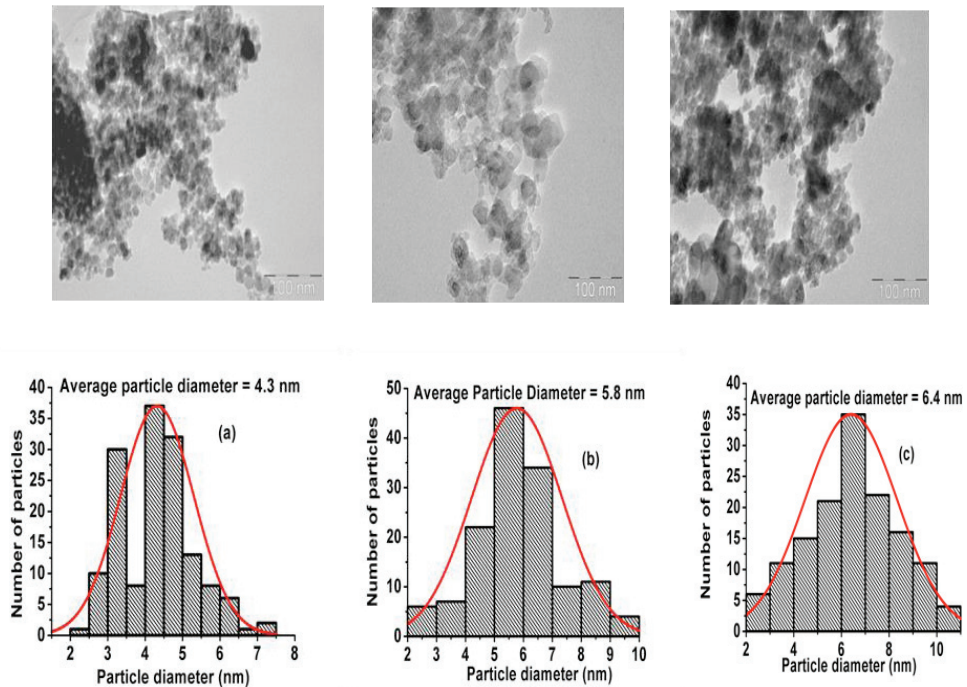 100 nm
100 nm
100 nm
Average particle diameter = 4.3 nm
(a)
Number of particles
40
35
30
25
20
15
10
5
0
2 3 4 5 6 7 8
Particle diameter (nm)
Average Particle Diameter = 5.8 nm
(b)
Number of particles
50
40
30
20
10
0
2 3 4 5 6 7 8 9 10
Particle diameter (nm)
Average particle diameter = 6.4 nm
(c)
Number of particles
40
35
30
25
20
15
10
5
0
2 4 6 8 10
Particle diameter (nm)